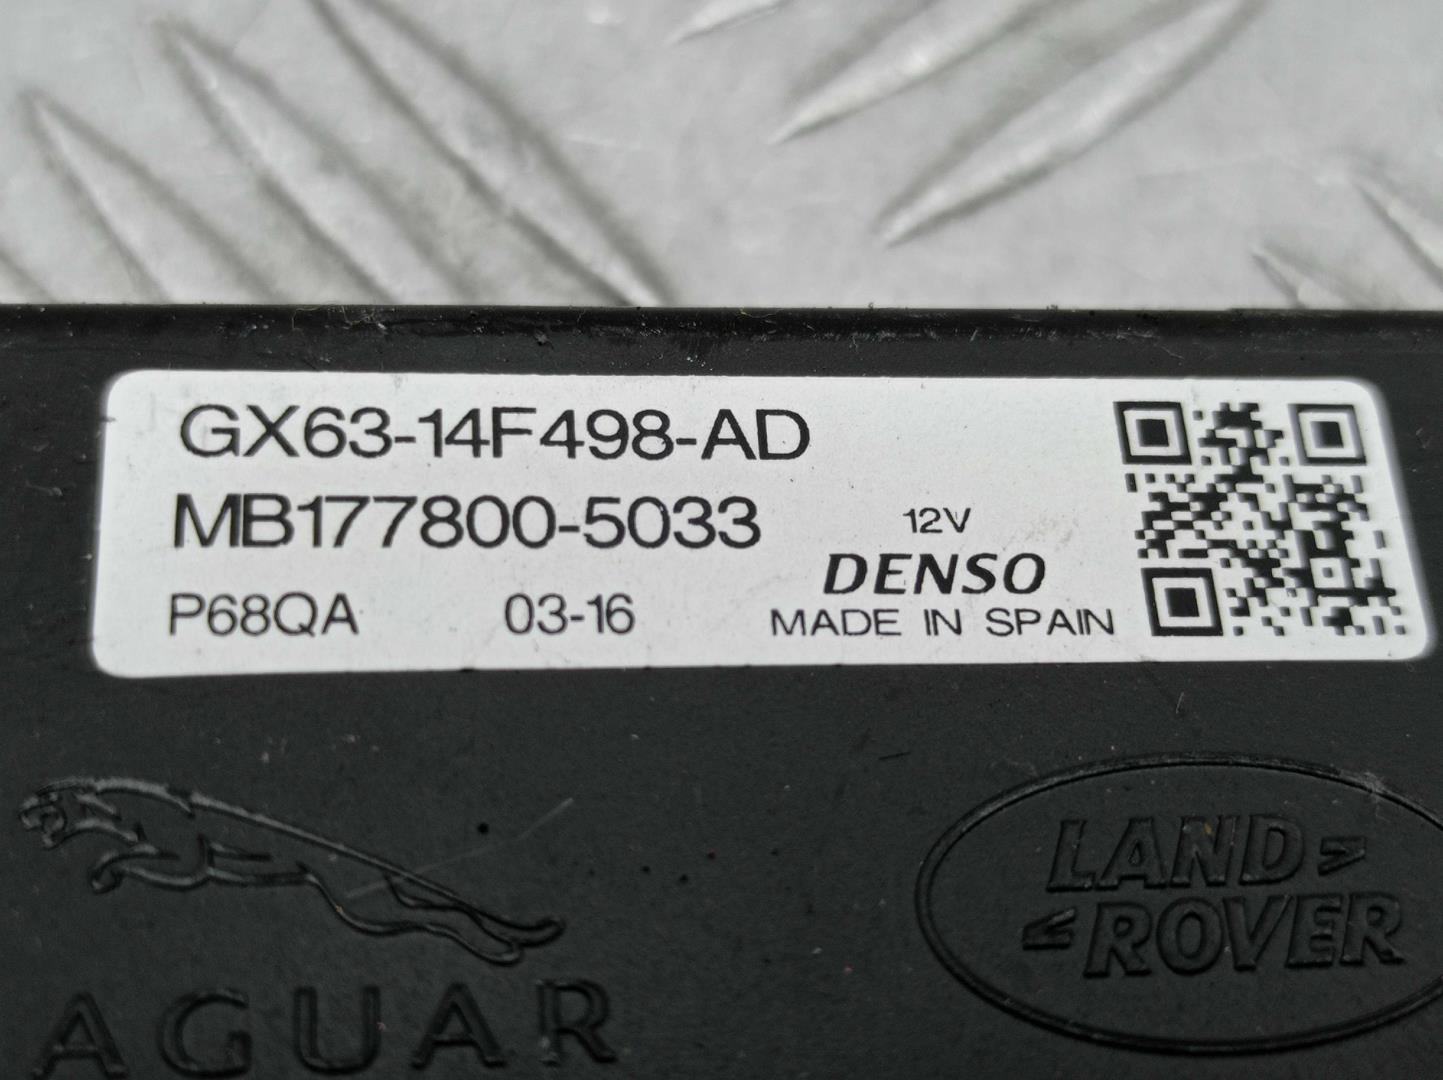 GX63-14F498-AD
MB177800-5033
12V
DENSO
P68QA 03-16 MADE IN SPAIN
AGUAR
LAND
ROVER